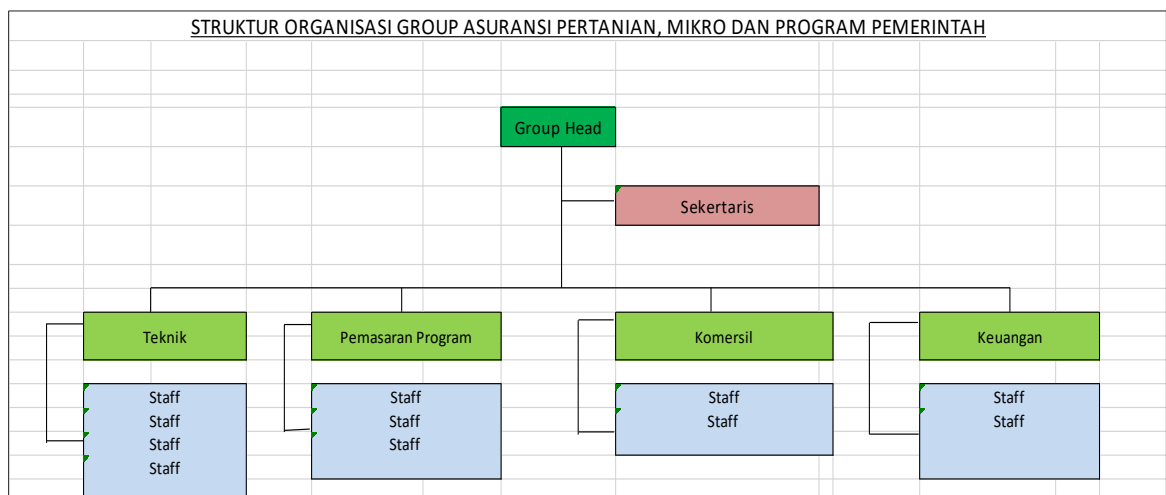 STRUKTUR ORGANISASI GROUP ASURANSI PERTANIAN, MIKRO DAN PROGRAM PEMERINTAH
Group Head
Sekertaris
Teknik
Pemasaran Program
Komersil
Keuangan
Staff
Staff
Staff
Staff
Staff
Staff
Staff
Staff
Staff
Staff
Staff